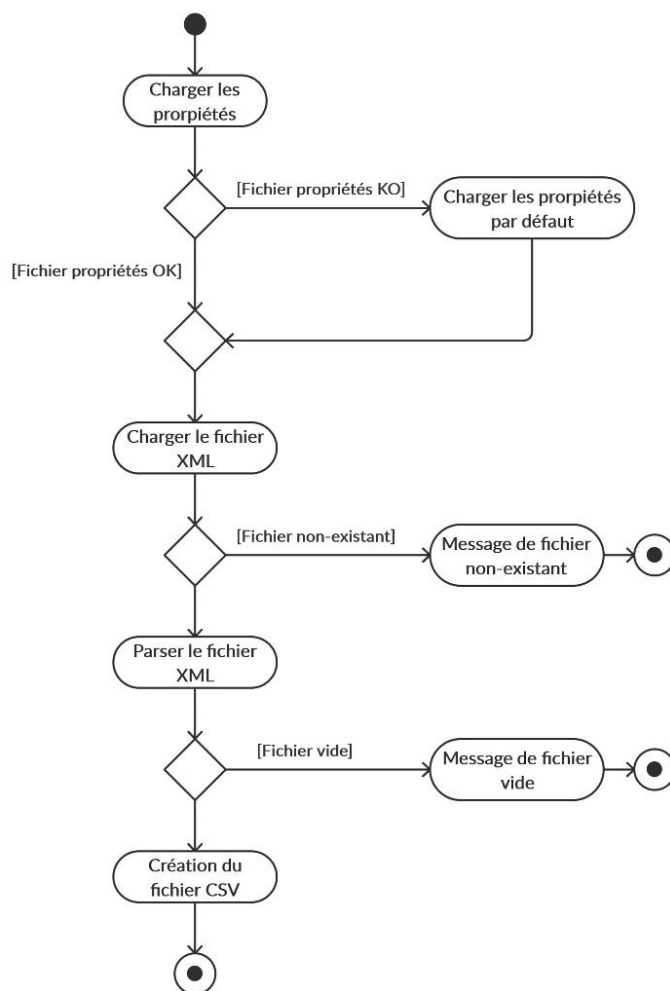 Charger les
prorpiétés
[Fichier propriétés KO]
Charger les prorpiétés
par défaut
[Fichier propriétés OK]
Charger le fichier
XML
[Fichier non-existant]
Message de fichier
non-existant
Parser le fichier
XML
[Fichier vide]
Message de fichier
vide
Création du
fichier CSV